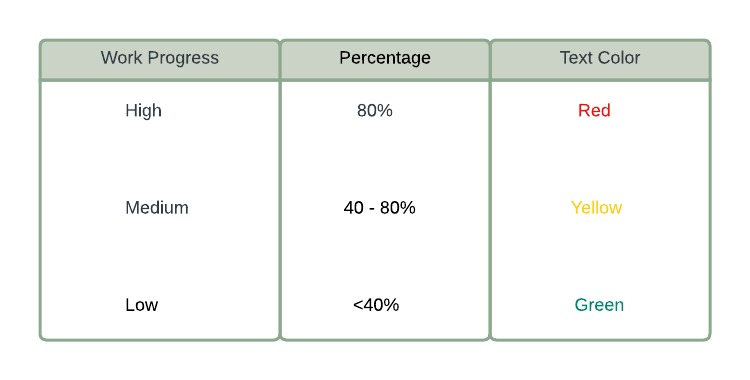 Work Progress Percentage Text Color
High 80% Red
Medium 40 - 80% Yellow
Low <40% Green